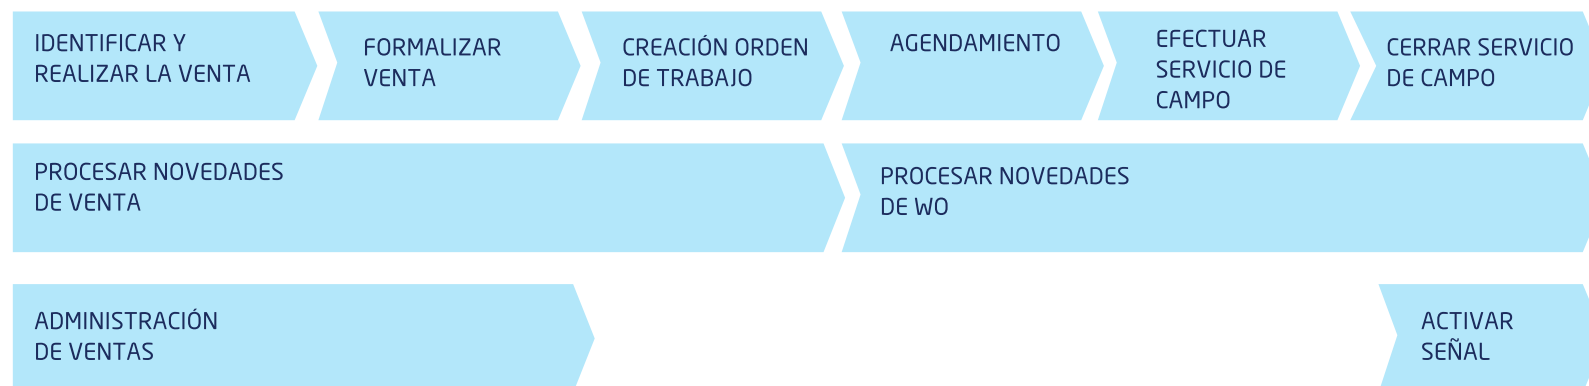 IDENTIFICAR Y
REALIZAR LA VENTA
FORMALIZAR
VENTA
CREACIÓN ORDEN
DE TRABAJO
AGENDAMIENTO
EFECTUAR
SERVICIO DE
CAMPO
CERRAR SERVICIO
DE CAMPO
PROCESAR NOVEDADES
DE VENTA
PROCESAR NOVEDADES
DE WO
ADMINISTRACIÓN
DE VENTAS
ACTIVAR
SEÑAL